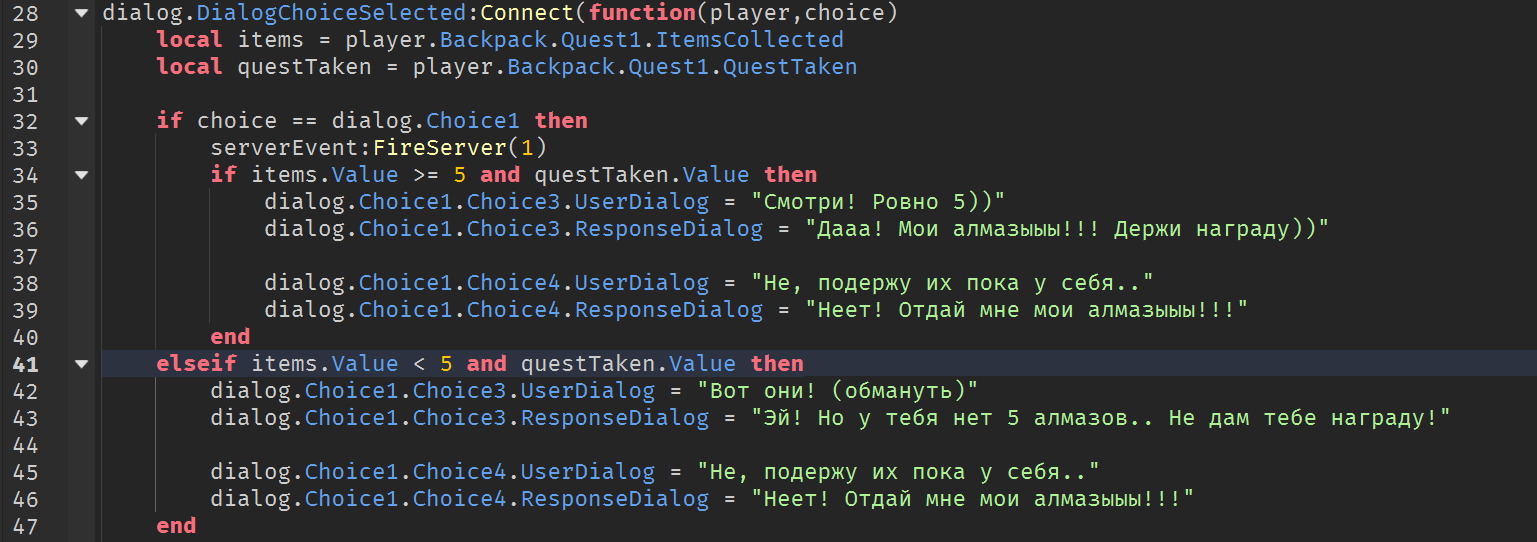 28 dialog.DialogChoiceSelected:Connect(function(player,choice)
29     local items = player.Backpack.Quest1.ItemsCollected
30     local questTaken = player.Backpack.Quest1.QuestTaken
31
32     if choice == dialog.Choice1 then
33         serverEvent:FireServer(1)
34         if items.Value >= 5 and questTaken.Value then
35             dialog.Choice1.Choice3.UserDialog = "Смотри! Ровно 5))"
36             dialog.Choice1.Choice3.ResponseDialog = "Дааа! Мои алмазыыы!!! Держи награду))"
37
38             dialog.Choice1.Choice4.UserDialog = "Не, подержу их пока у себя.."
39             dialog.Choice1.Choice4.ResponseDialog = "Неет! Отдай мне мои алмазыыы!!!"
40         end
41     elseif items.Value < 5 and questTaken.Value then
42         dialog.Choice1.Choice3.UserDialog = "Вот они! (обмануть)"
43         dialog.Choice1.Choice3.ResponseDialog = "Эй! Но у тебя нет 5 алмазов.. Не дам тебе награду!"
44
45         dialog.Choice1.Choice4.UserDialog = "Не, подержу их пока у себя.."
46         dialog.Choice1.Choice4.ResponseDialog = "Неет! Отдай мне мои алмазыыы!!!"
47     end